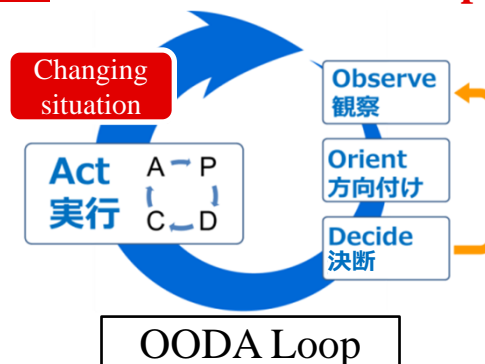 Changing
situation
Observe
観察
Orient
方向付け
Decide
決断
Act
実行
A P
C D
OODA Loop